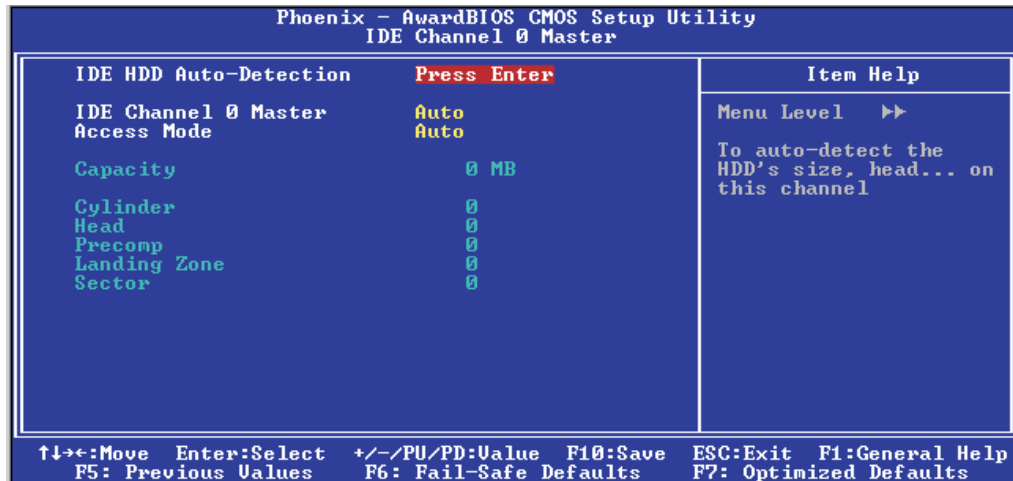 Phoenix - AwardBIOS CMOS Setup Utility
IDE Channel 0 Master
IDE HDD Auto-Detection Press Enter
IDE Channel 0 Master Auto
Access Mode Auto
Capacity 0 MB
Cylinder 0
Head 0
Precomp 0
Landing Zone 0
Sector 0
Item Help
Menu Level ▶▶
To auto-detect the
HDD's size, head... on
this channel
↑↓→←:Move Enter:Select +/-/PU/PD:Value F10:Save ESC:Exit F1:General Help
F5: Previous Values F6: Fail-Safe Defaults F7: Optimized Defaults